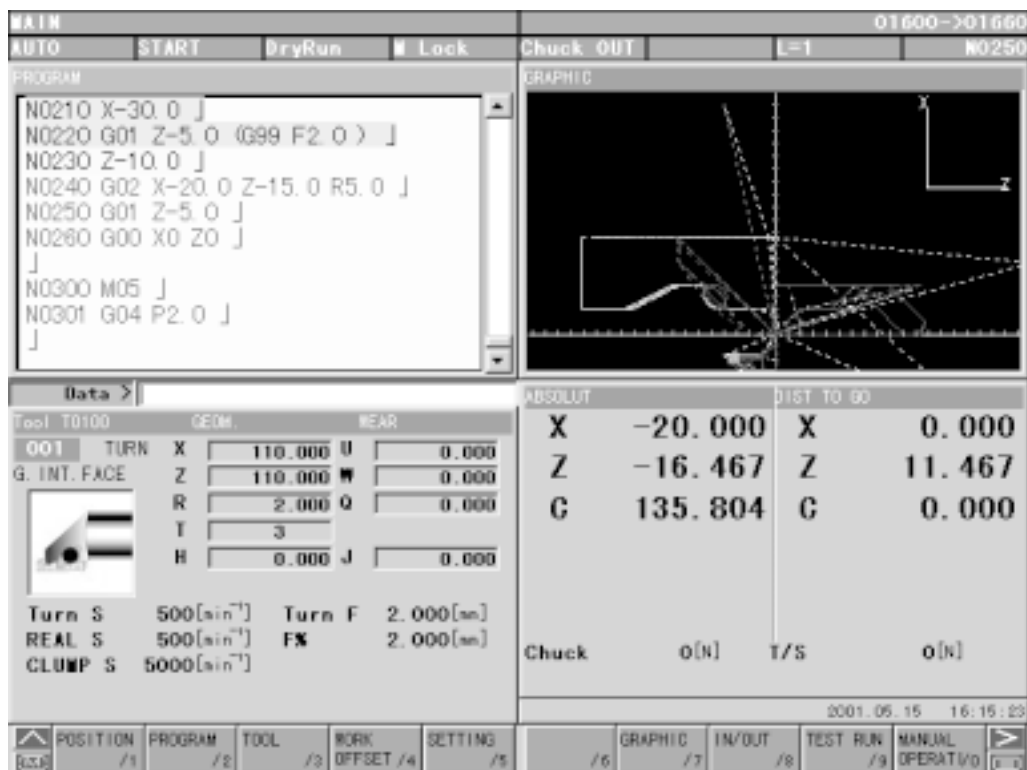 MAIN 01600->01660
AUTO START DryRun M Lock Chuck OUT L=1 N0250
PROGRAM
N0210 X-30.0 ⌋
N0220 G01 Z-5.0 (G99 F2.0 ) ⌋
N0230 Z-10.0 ⌋
N0240 G02 X-20.0 Z-15.0 R5.0 ⌋
N0250 G01 Z-5.0 ⌋
N0260 G00 X0 Z0 ⌋
⌋
N0300 M05 ⌋
N0301 G04 P2.0 ⌋
⌋
GRAPHIC
X
Z
Data >
Tool T0100 GEOM. WEAR
001 TURN X 110.000 U 0.000
G. INT. FACE Z 110.000 W 0.000
R 2.000 Q 0.000
T 3
H 0.000 J 0.000
Turn S 500[min⁻¹] Turn F 2.000[mm]
REAL S 500[min⁻¹] F% 2.000[mm]
CLUMP S 5000[min⁻¹]
ABSOLUT DIST TO GO
X -20.000 X 0.000
Z -16.467 Z 11.467
C 135.804 C 0.000
Chuck 0[N] T/S 0[N]
2001.05.15 16:15:23
POSITION /1 PROGRAM /2 TOOL /3 WORK OFFSET /4 SETTING /5 /6 GRAPHIC /7 IN/OUT /8 TEST RUN /9 MANUAL OPERATI/0 >